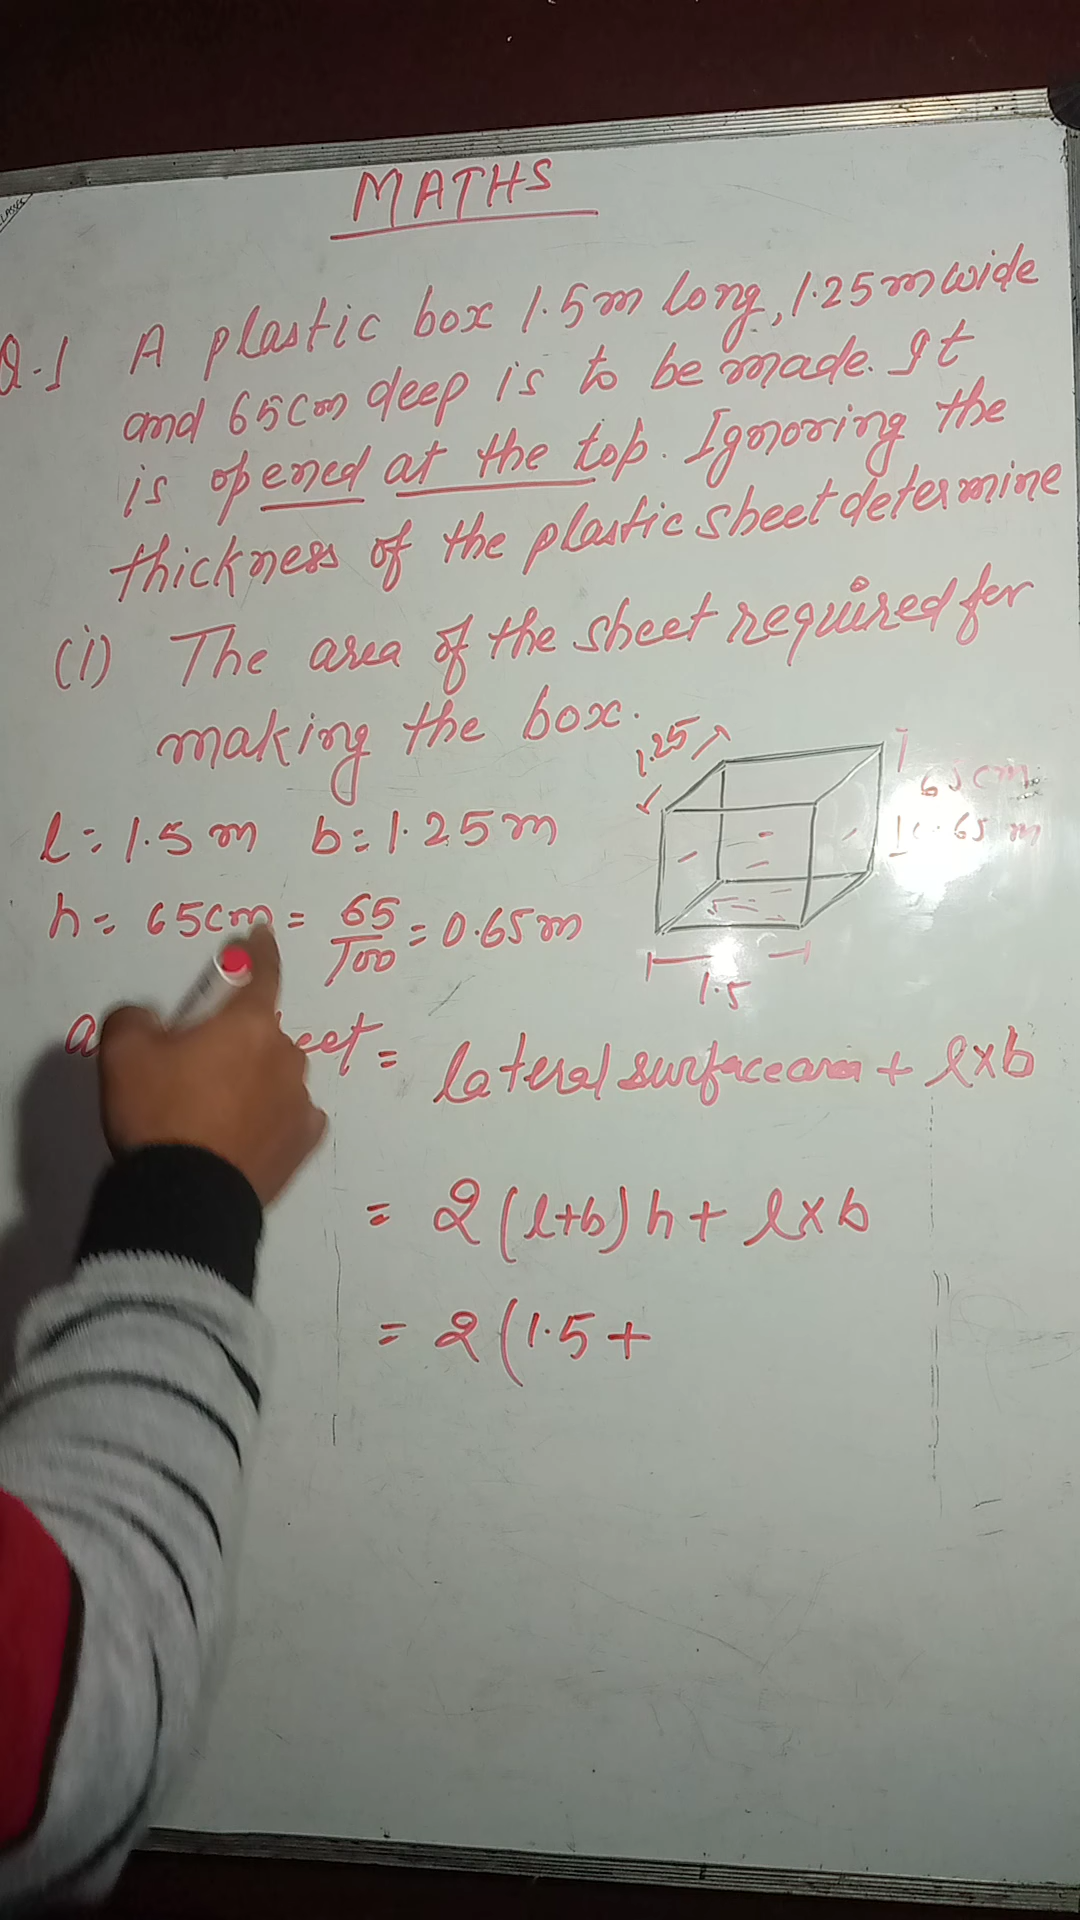 CLASSES
MATHS
Q.1 A plastic box 1.5m long, 1.25m wide
and 65cm deep is to be made. It
is opened at the top. Ignoring the
thickness of the plastic sheet determine
(i) The area of the sheet required for
making the box.
1.25
65cm
0.65 m
1.5
l = 1.5 m b = 1.25m
h = 65cm = 65/100 = 0.65m
= lateral surface area + l×b
= 2(l+b)h + l×b
= 2(1.5 +